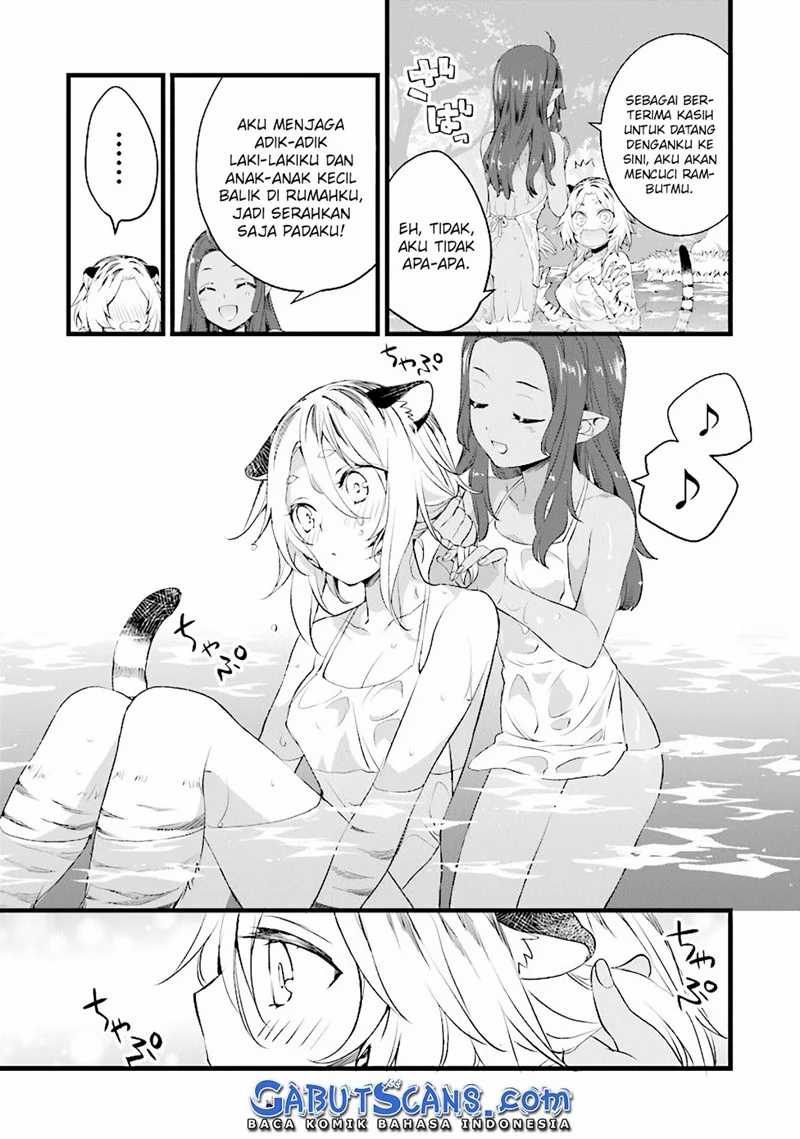 SEBAGAI BER-
TERIMA KASIH
UNTUK DATANG
DENGANKU KE
SINI, AKU AKAN
MENCUCI RAM-
BUTMU.
ざばっ
EH, TIDAK,
AKU TIDAK
APA-APA.
AKU MENJAGA
ADIK-ADIK
LAKI-LAKIKU DAN
ANAK-ANAK KECIL
BALIK DI RUMAHKU,
JADI SERAHKAN
SAJA PADAKU!
......
ちゃぷ
♪
♪
ちゃぷ
ちゃぷ
ちゃぷ
GABUTSCANS.COM
BACA KOMIK BAHASA INDONESIA